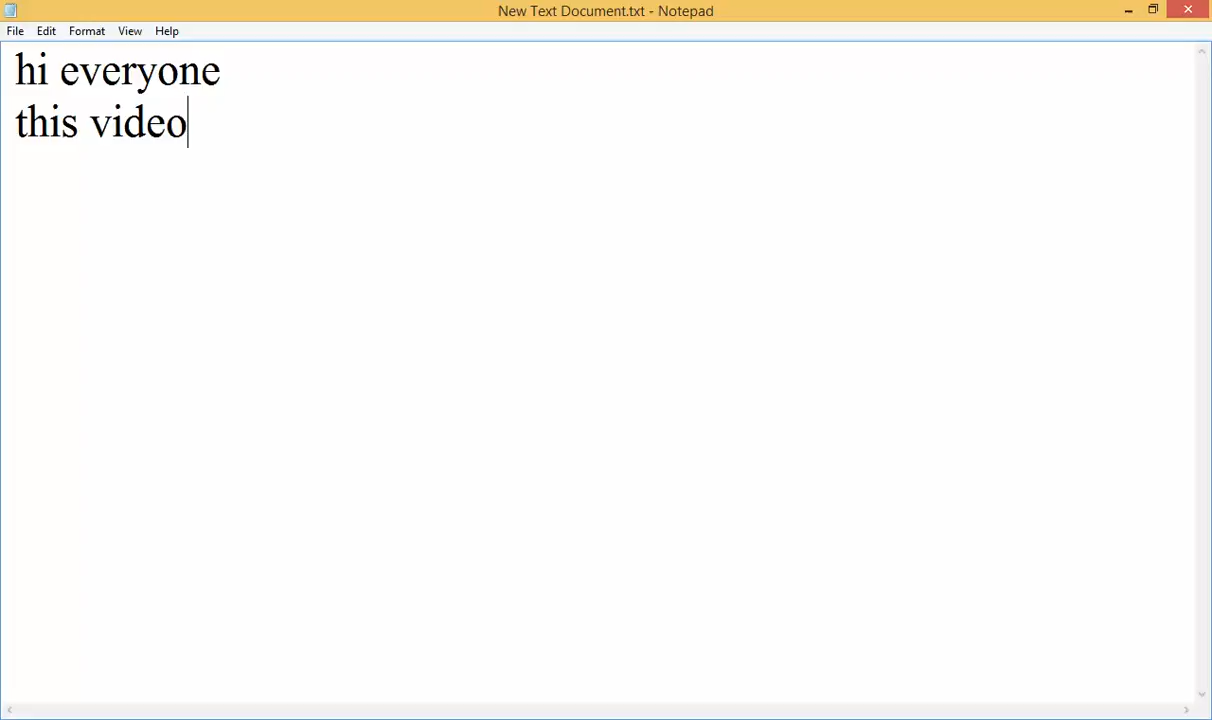 New Text Document.txt - Notepad
File Edit Format View Help
hi everyone
this video